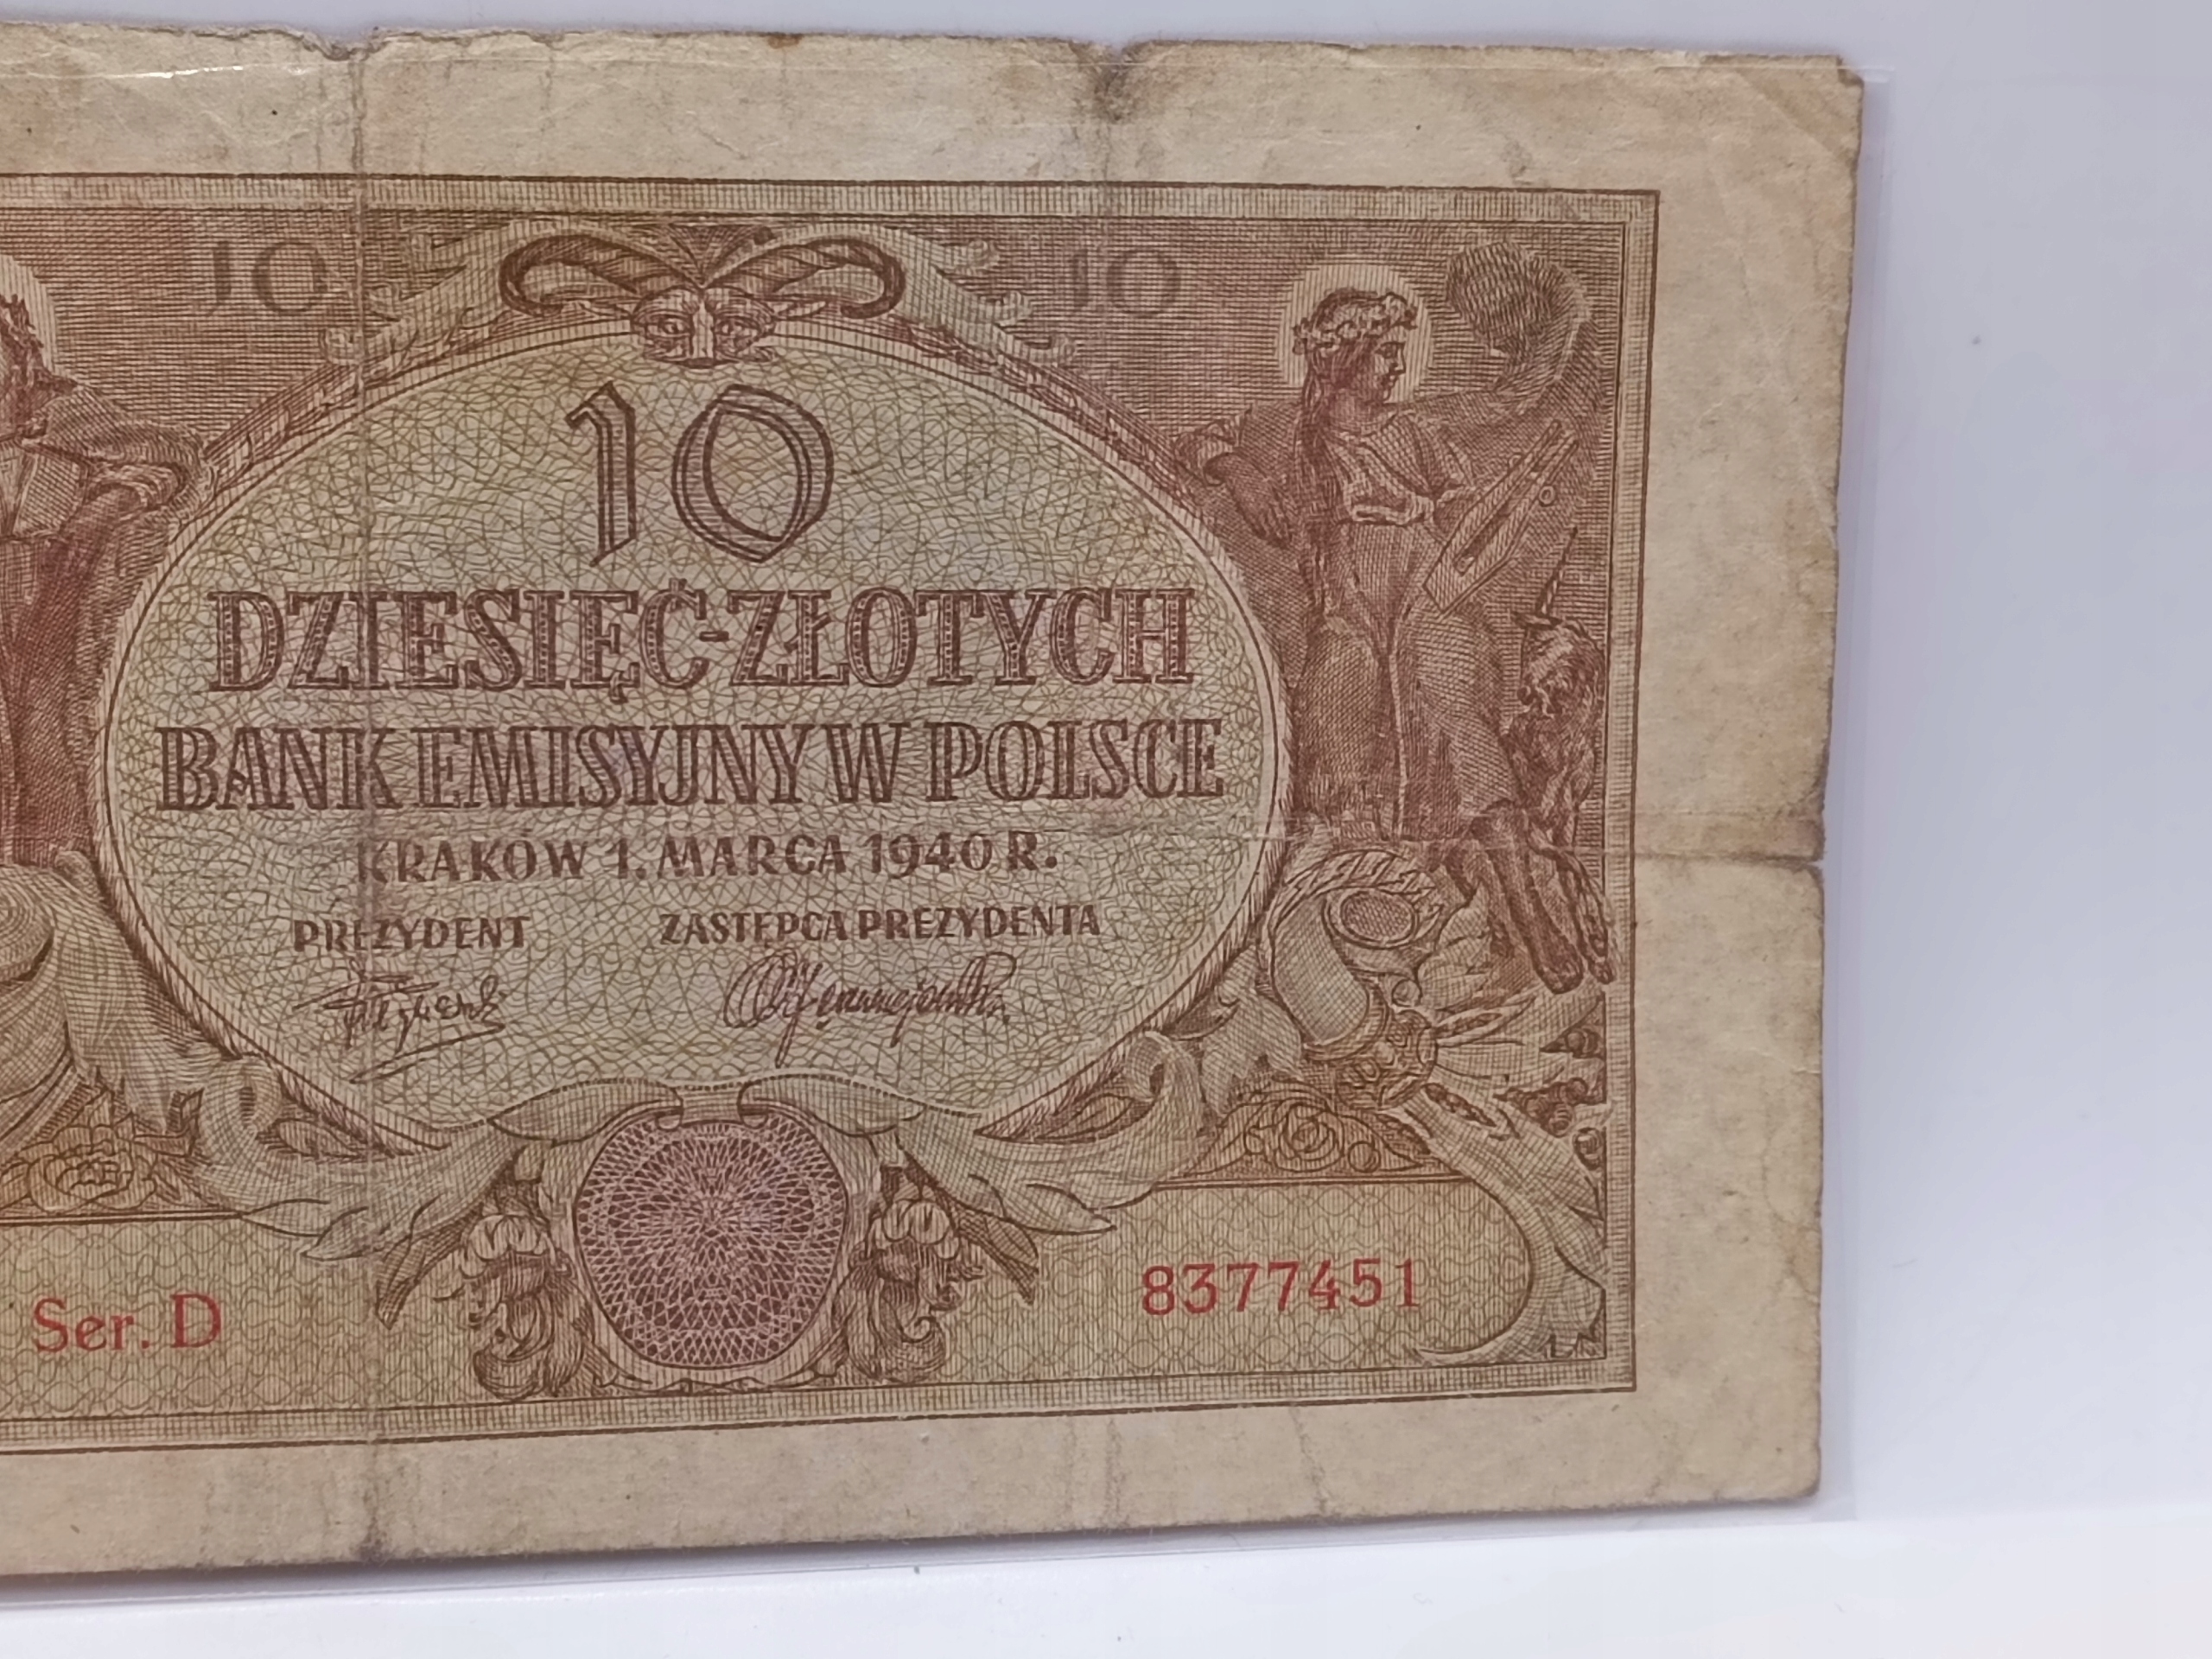 10 10
10
DZIESIĘĆ-ZŁOTYCH
BANK EMISYJNY W POLSCE
KRAKÓW 1. MARCA 1940 R.
PREZYDENT ZASTĘPCA PREZYDENTA
Ser. D 8377451